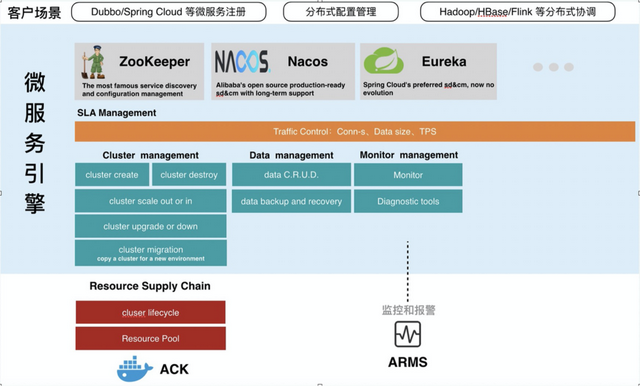 客户场景
Dubbo/Spring Cloud 等微服务注册
分布式配置管理
Hadoop/HBase/Flink 等分布式协调
微服务引擎
ZooKeeper
The most famous service discovery
and configuration management
NACOS.
Nacos
Alibaba's open source production-ready
sd&cm with long-term support
Eureka
Spring Cloud's preferred sd&cm, now no
evolution
SLA Management
Traffic Control：Conn-s、Data size、TPS
Cluster management
Data management
Monitor management
cluster create
cluster destroy
data C.R.U.D.
Monitor
cluster scale out or in
data backup and recovery
Diagnostic tools
cluster upgrade or down
cluster migration
copy a cluster for a new environment
Resource Supply Chain
cluser lifecycle
Resource Pool
监控和报警
ACK
ARMS